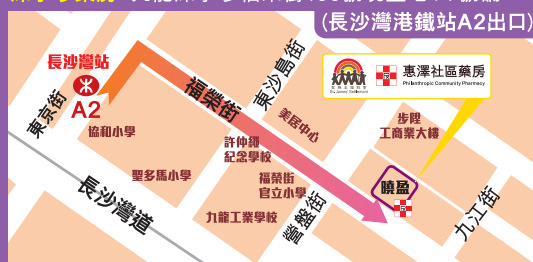 (長沙灣港鐵站A2出口)
長沙灣站
A2
東京街
協和小學
聖多馬小學
長沙灣道
福榮街
許仲繩
紀念學校
福榮街
官立小學
九龍工業學校
營盤街
東沙島街
美居中心
St. James' Settlement
惠澤社區藥房
Philanthropic Community Pharmacy
步陞
工商業大樓
曉盈
九江街